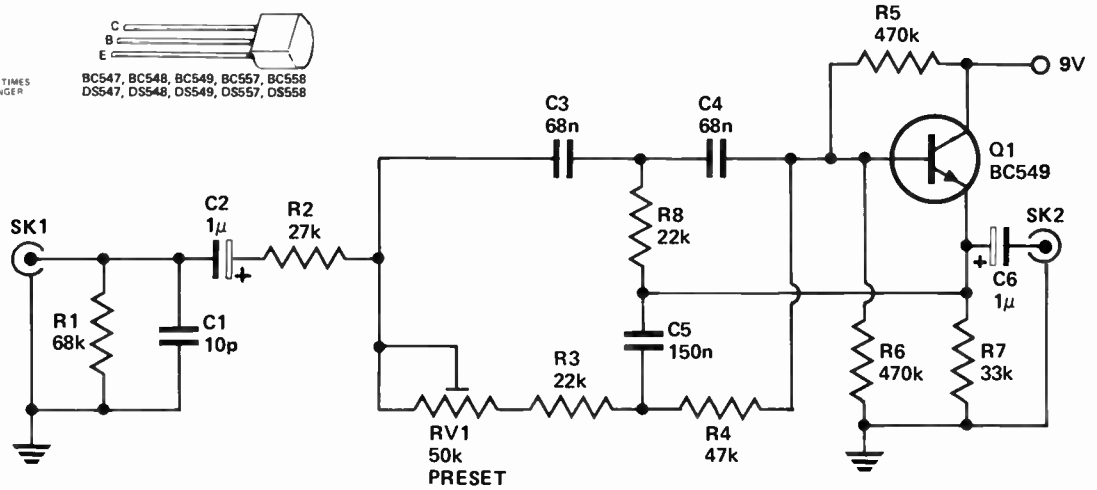 C
B
E
TIMES
NGER
BC547, BC548, BC549, BC557, BC558
DS547, DS548, DS549, DS557, DS558
R5
470k
9V
C3
68n
C4
68n
Q1
BC549
SK1
C2
1μ
+
R2
27k
R8
22k
SK2
+
C6
1μ
R1
68k
C1
10p
C5
150n
R3
22k
R4
47k
R6
470k
R7
33k
RV1
50k
PRESET